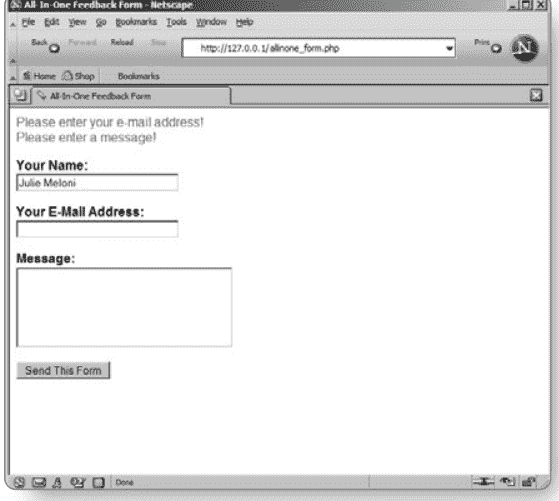 All-In-One Feedback Form - Netscape
File Edit View Go Bookmarks Tools Window Help
Back Forward Reload Stop http://127.0.0.1/allinone_form.php Print N
Home Shop Bookmarks
All-In-One Feedback Form
Please enter your e-mail address!
Please enter a message!
Your Name:
Julie Meloni
Your E-Mail Address:
Message:
Send This Form
Done